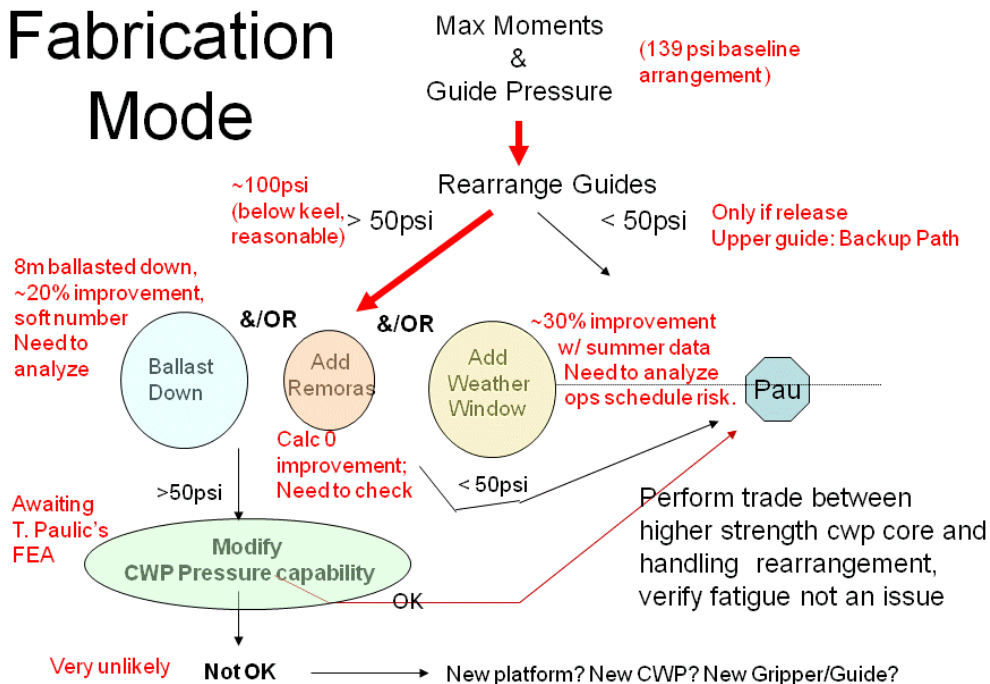 Fabrication
Mode
Max Moments
&
Guide Pressure
(139 psi baseline
arrangement)
Rearrange Guides
~100psi
(below keel,
reasonable)
> 50psi
< 50psi
Only if release
Upper guide: Backup Path
8m ballasted down,
~20% improvement,
soft number
Need to
analyze
&/OR
&/OR
Ballast
Down
Add
Remoras
Add
Weather
Window
~30% improvement
w/ summer data
Need to analyze
ops schedule risk.
Pau
Calc 0
improvement;
Need to check
>50psi
< 50psi
Awaiting
T. Paulic's
FEA
Modify
CWP Pressure capability
OK
Perform trade between
higher strength cwp core and
handling rearrangement,
verify fatigue not an issue
Very unlikely
Not OK
New platform? New CWP? New Gripper/Guide?